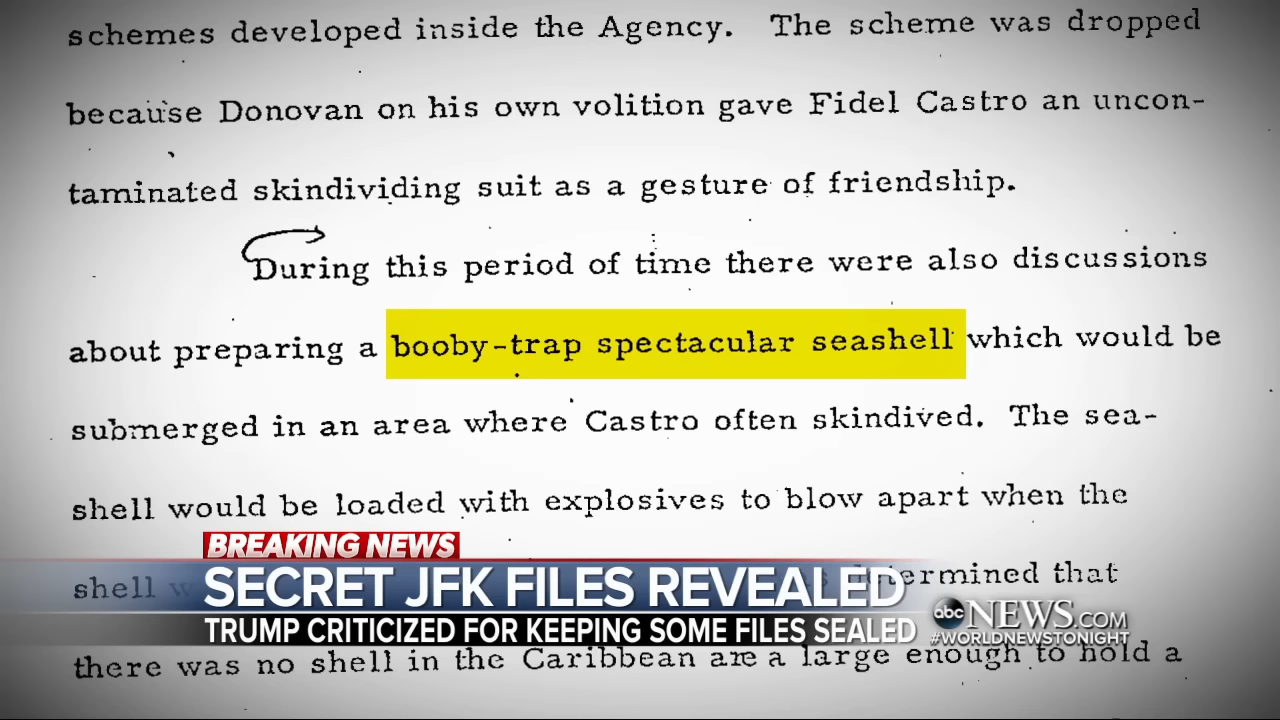 schemes developed inside the Agency. The scheme was dropped
because Donovan on his own volition gave Fidel Castro an uncon-
taminated skindividing suit as a gesture of friendship.
During this period of time there were also discussions
about preparing a booby-trap spectacular seashell which would be
submerged in an area where Castro often skindived. The sea-
shell would be loaded with explosives to blow apart when the
shell determined that
there was no shell in the Caribbean are a large enough to hold a
BREAKING NEWS
SECRET JFK FILES REVEALED
TRUMP CRITICIZED FOR KEEPING SOME FILES SEALED
abc NEWS.COM
#WORLDNEWSTONIGHT